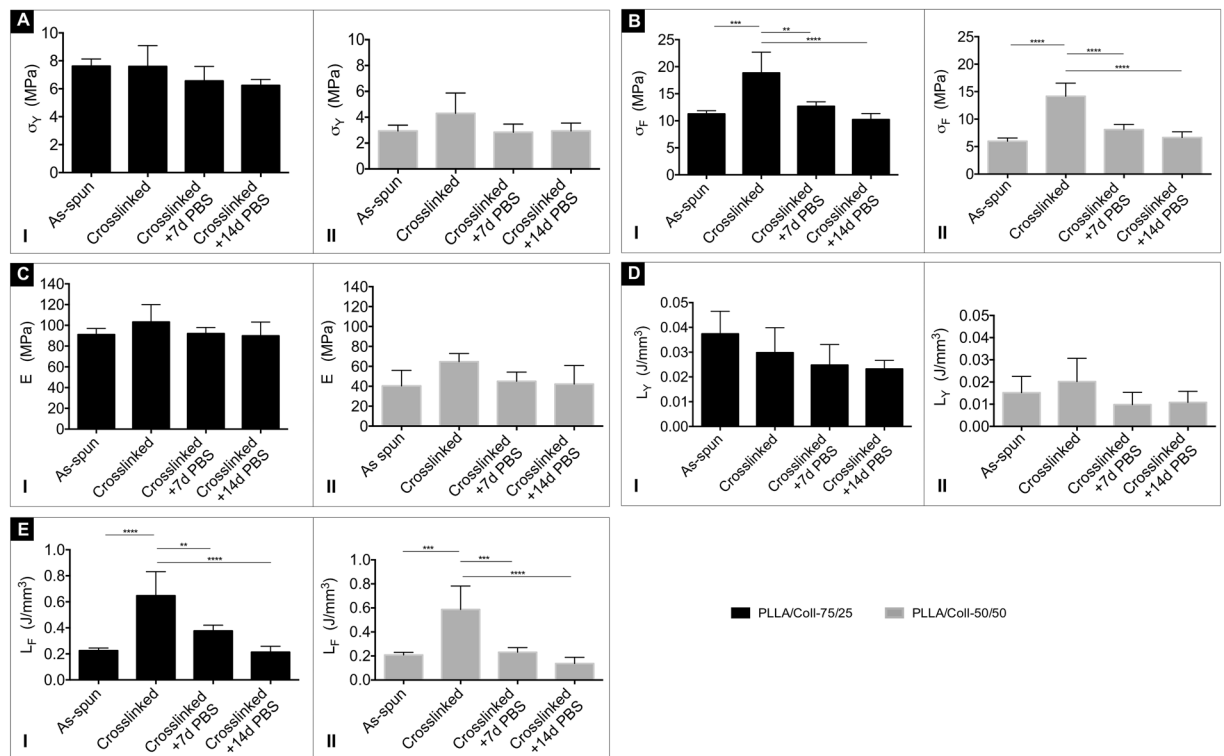 A
10
8
6
4
2
0
σY (MPa)
As-spun
Crosslinked
Crosslinked
+7d PBS
Crosslinked
+14d PBS
I
10
8
6
4
2
0
σY (MPa)
As-spun
Crosslinked
Crosslinked
+7d PBS
Crosslinked
+14d PBS
II
B
***
**
****
25
20
15
10
5
0
σF (MPa)
As-spun
Crosslinked
Crosslinked
+7d PBS
Crosslinked
+14d PBS
I
****
****
****
25
20
15
10
5
0
σF (MPa)
As-spun
Crosslinked
Crosslinked
+7d PBS
Crosslinked
+14d PBS
II
C
140
120
100
80
60
40
20
0
E (MPa)
As-spun
Crosslinked
Crosslinked
+7d PBS
Crosslinked
+14d PBS
I
140
120
100
80
60
40
20
0
E (MPa)
As spun
Crosslinked
Crosslinked
+7d PBS
Crosslinked
+14d PBS
II
D
0.05
0.04
0.03
0.02
0.01
0.00
LY (J/mm³)
As-spun
Crosslinked
Crosslinked
+7d PBS
Crosslinked
+14d PBS
I
0.05
0.04
0.03
0.02
0.01
0.00
LY (J/mm³)
As-spun
Crosslinked
Crosslinked
+7d PBS
Crosslinked
+14d PBS
II
E
****
**
****
1.0
0.8
0.6
0.4
0.2
0.0
LF (J/mm³)
As-spun
Crosslinked
Crosslinked
+7d PBS
Crosslinked
+14d PBS
I
***
***
****
1.0
0.8
0.6
0.4
0.2
0.0
LF (J/mm³)
As-spun
Crosslinked
Crosslinked
+7d PBS
Crosslinked
+14d PBS
II
PLLA/Coll-75/25
PLLA/Coll-50/50